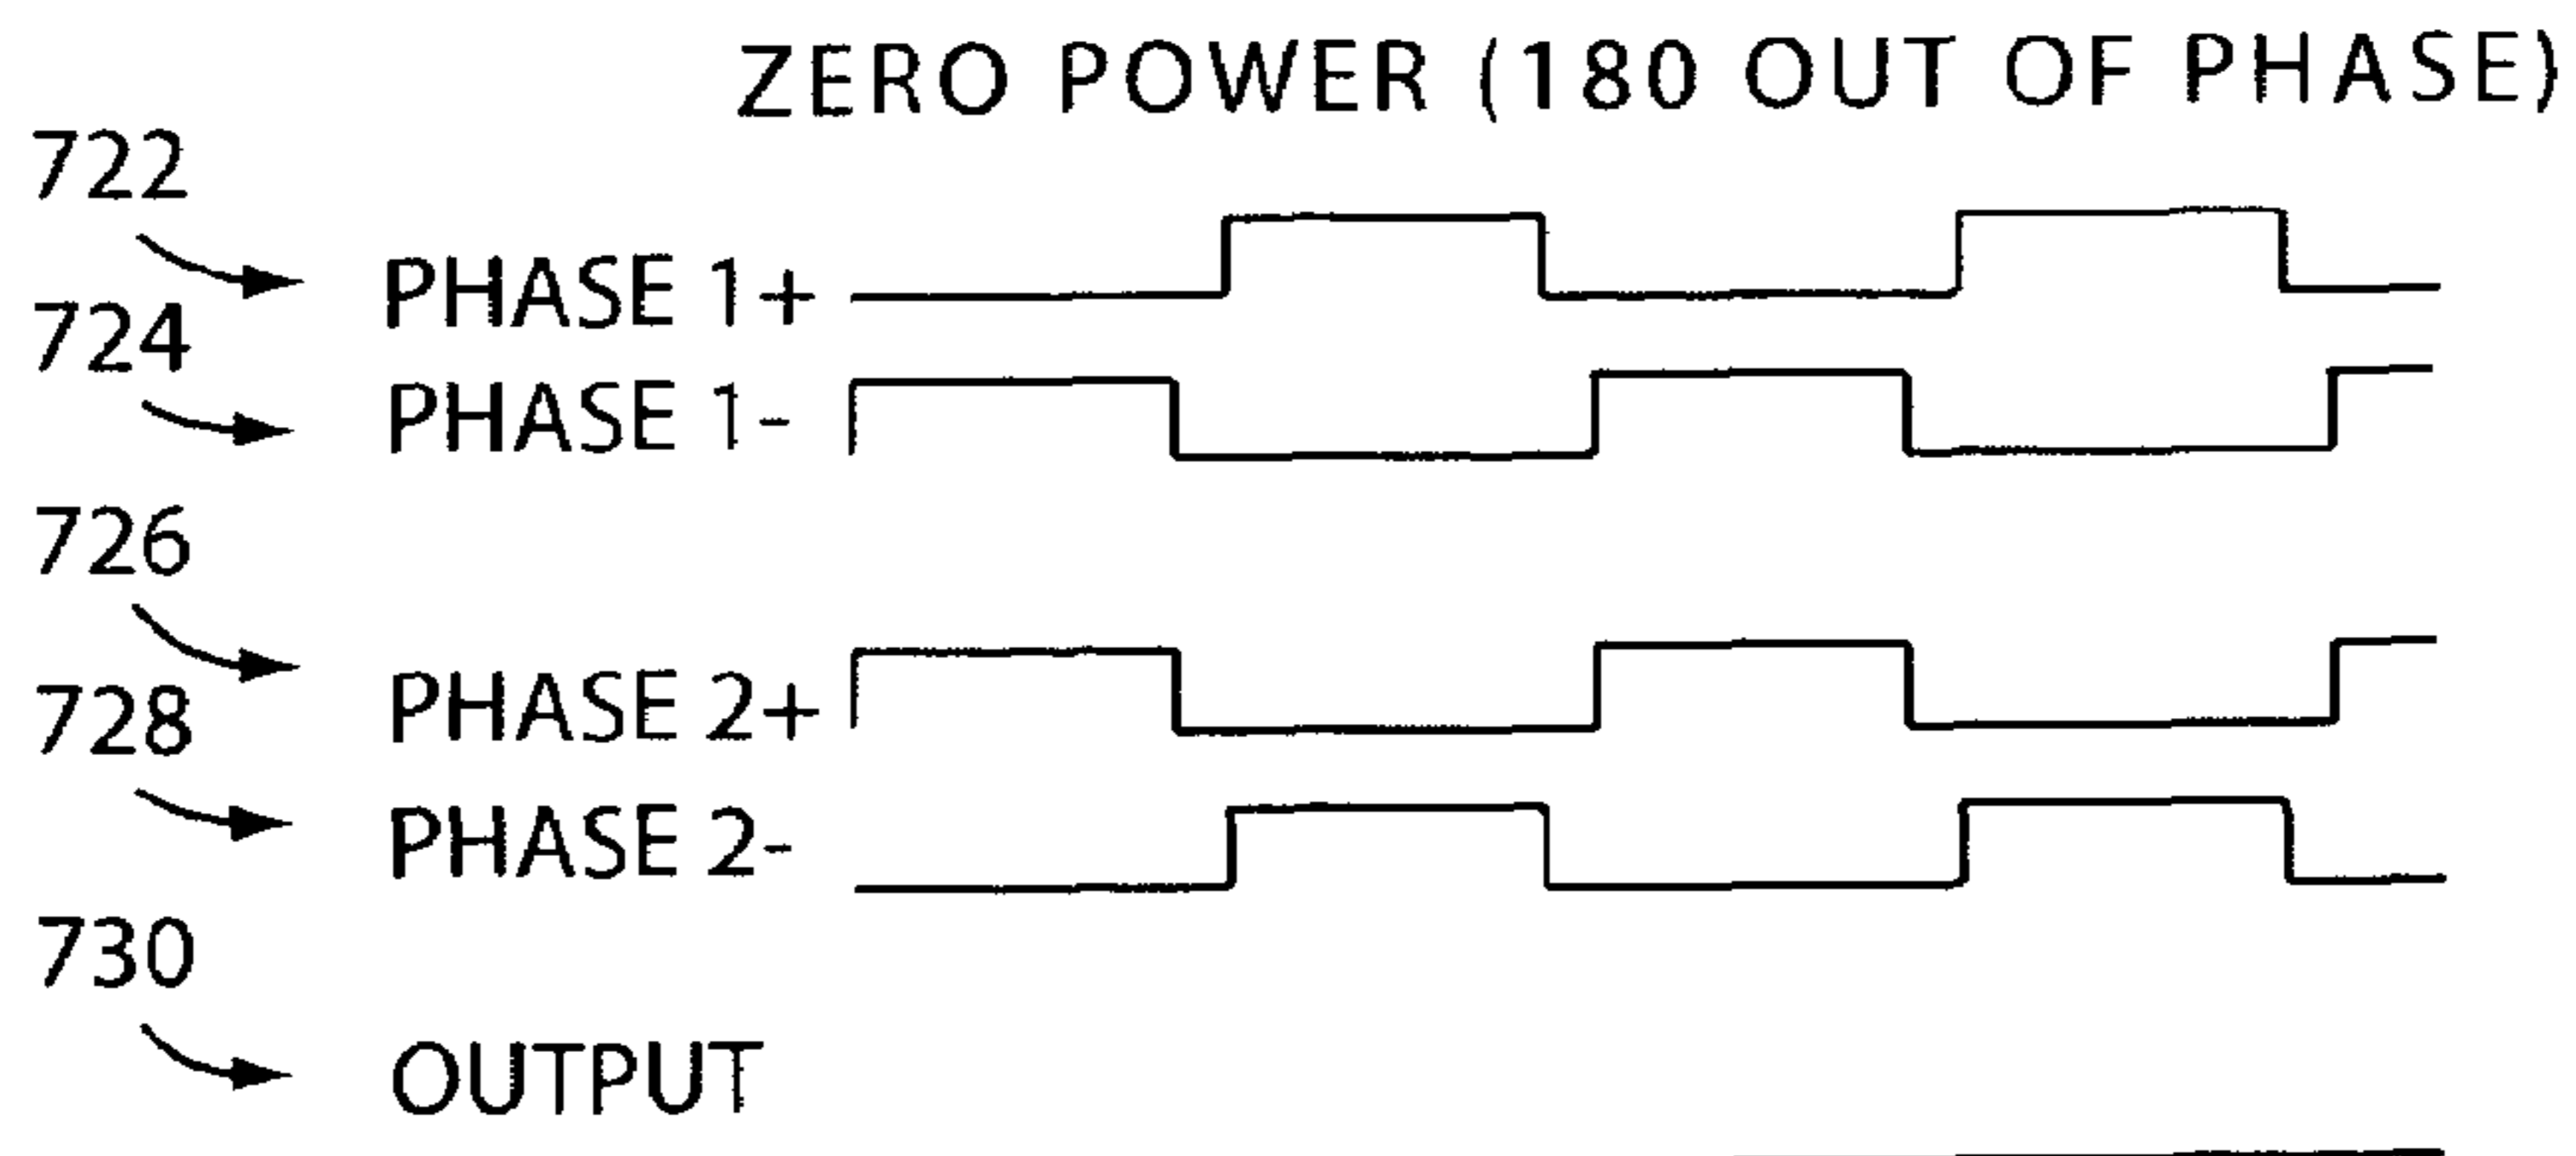 ZERO POWER (180 OUT OF PHASE)
722
PHASE 1+
724
PHASE 1-
726
PHASE 2+
728
PHASE 2-
730
OUTPUT